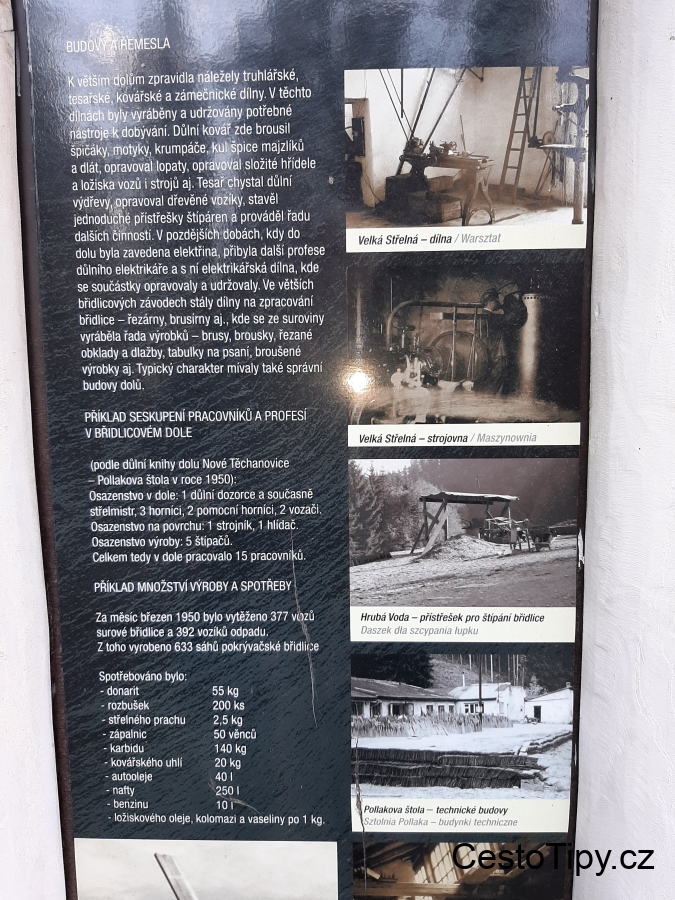 BUDOVY A ŘEMESLA
K větším dolům zpravidla náležely truhlářské,
tesařské, kovářské a zámečnické dílny. V těchto
dílnách byly vyráběny a udržovány potřebné
nástroje k dobývání. Důlní kovář zde brousil
špičáky, motyky, krumpáče, kul špice majzlíků
a dlát, opravoval lopaty, opravoval složité hřídele
a ložiska vozů i strojů aj. Tesař chystal důlní
výdřevy, opravoval dřevěné vozíky, stavěl
jednoduché přístřešky štípáren a prováděl řadu
dalších činností. V pozdějších dobách, kdy do
dolu byla zavedena elektřina, přibyla další profese
důlního elektrikáře a s ní elektrikářská dílna, kde
se součástky opravovaly a udržovaly. Ve větších
břidlicových závodech stály dílny na zpracování
břidlice – řezárny, brusírny aj., kde se ze suroviny
vyráběla řada výrobků – brusy, brousky, řezané
obklady a dlažby, tabulky na psaní, broušené
výrobky aj. Typický charakter mívaly také správní
budovy dolů.
PŘÍKLAD SESKUPENÍ PRACOVNÍKŮ A PROFESÍ
V BŘIDLICOVÉM DOLE
(podle důlní knihy dolu Nové Těchanovice
– Pollakova štola v roce 1950):
Osazenstvo v dole: 1 důlní dozorce a současně
střelmistr, 3 horníci, 2 pomocní horníci, 2 vozači.
Osazenstvo na povrchu: 1 strojník, 1 hlídač.
Osazenstvo výroby: 5 štípačů.
Celkem tedy v dole pracovalo 15 pracovníků.
PŘÍKLAD MNOŽSTVÍ VÝROBY A SPOTŘEBY
Za měsíc březen 1950 bylo vytěženo 377 vozů
surové břidlice a 392 vozíků odpadu.
Z toho vyrobeno 633 sáhů pokrývačské břidlice
Spotřebováno bylo:
- donarit 55 kg
- rozbušek 200 ks
- střelného prachu 2,5 kg
- zápalnic 50 věnců
- karbidu 140 kg
- kovářského uhlí 20 kg
- autooleje 40 l
- nafty 250 l
- benzinu 10 l
- ložiskového oleje, kolomazi a vaseliny po 1 kg.
Velká Střelná – dílna / Warsztat
Velká Střelná – strojovna / Maszynownia
Hrubá Voda – přístřešek pro štípání břidlice
Daszek dla szcypania łupku
Pollakova štola – technické budovy
Sztolnia Pollaka – budynki techniczne
CestoTipy.cz